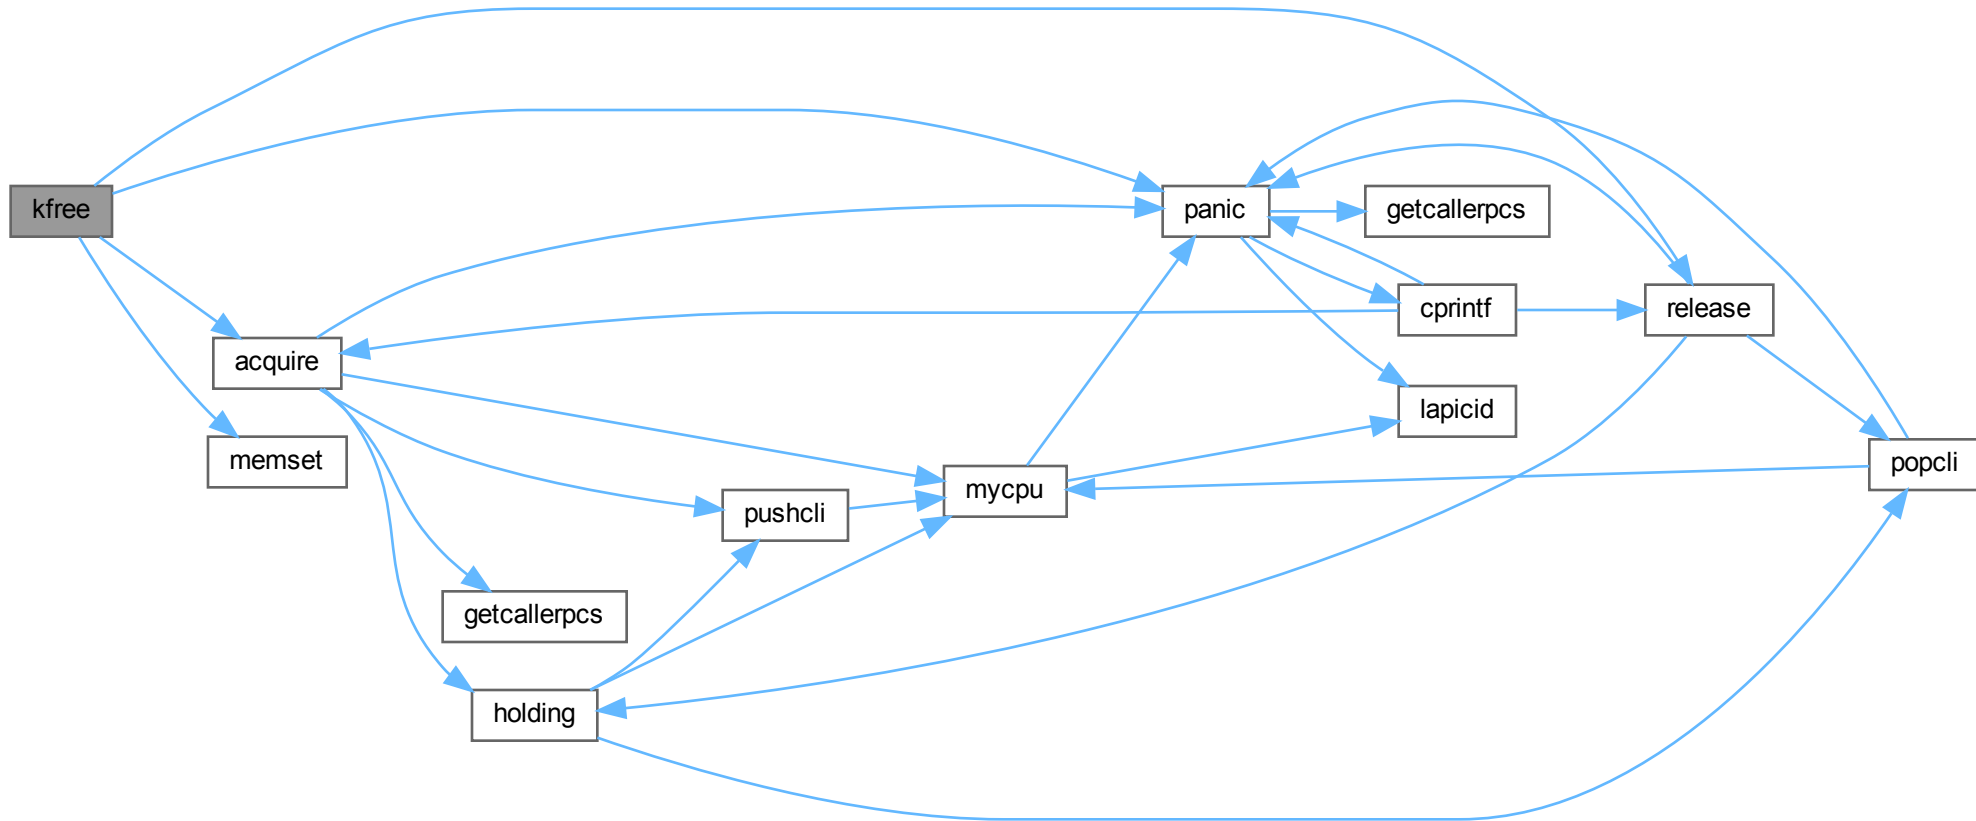 kfree
panic
getcallerpcs
cprintf
release
acquire
lapicid
memset
popcli
mycpu
pushcli
getcallerpcs
holding